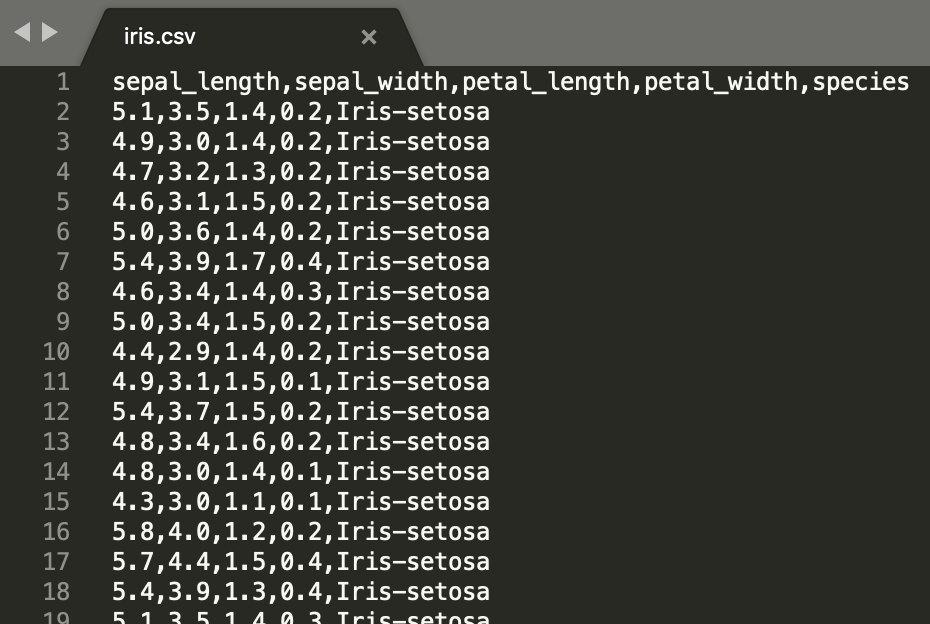 iris.csv
1 sepal_length,sepal_width,petal_length,petal_width,species
2 5.1,3.5,1.4,0.2,Iris-setosa
3 4.9,3.0,1.4,0.2,Iris-setosa
4 4.7,3.2,1.3,0.2,Iris-setosa
5 4.6,3.1,1.5,0.2,Iris-setosa
6 5.0,3.6,1.4,0.2,Iris-setosa
7 5.4,3.9,1.7,0.4,Iris-setosa
8 4.6,3.4,1.4,0.3,Iris-setosa
9 5.0,3.4,1.5,0.2,Iris-setosa
10 4.4,2.9,1.4,0.2,Iris-setosa
11 4.9,3.1,1.5,0.1,Iris-setosa
12 5.4,3.7,1.5,0.2,Iris-setosa
13 4.8,3.4,1.6,0.2,Iris-setosa
14 4.8,3.0,1.4,0.1,Iris-setosa
15 4.3,3.0,1.1,0.1,Iris-setosa
16 5.8,4.0,1.2,0.2,Iris-setosa
17 5.7,4.4,1.5,0.4,Iris-setosa
18 5.4,3.9,1.3,0.4,Iris-setosa
19 5.1,3.5,1.4,0.3,Iris-setosa